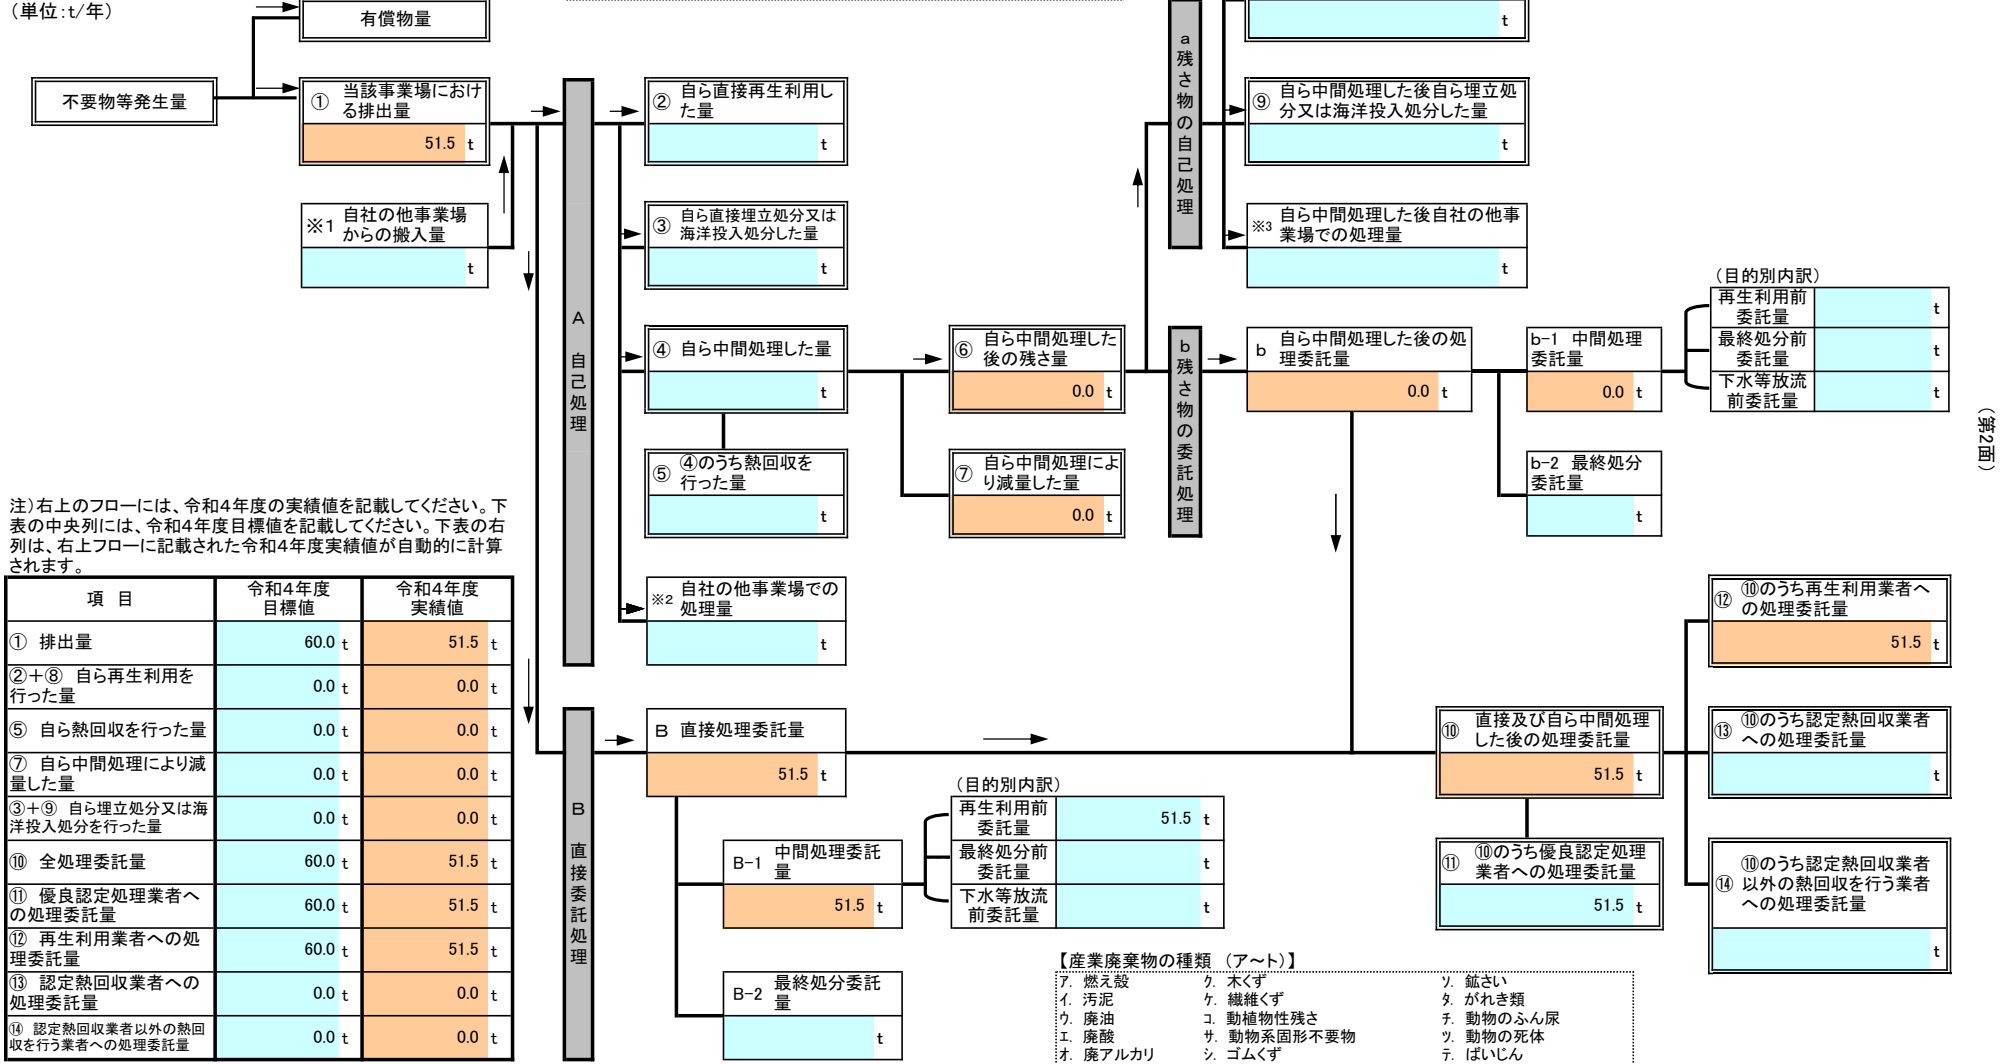 （単位：t/年）
有償物量
不要物等発生量
① 当該事業場におけ
る排出量
51.5 t
※1 自社の他事業場
からの搬入量
t
A 自己処理
② 自ら直接再生利用し
た量
t
③ 自ら直接埋立処分又は
海洋投入処分した量
t
④ 自ら中間処理した量
t
⑤ ④のうち熱回収を
行った量
t
※2 自社の他事業場での
処理量
t
⑥ 自ら中間処理した
後の残さ量
0.0 t
⑦ 自ら中間処理によ
り減量した量
0.0 t
a 残さ物の自己処理
t
⑨ 自ら中間処理した後自ら埋立処
分又は海洋投入処分した量
t
※3 自ら中間処理した後自社の他事
業場での処理量
t
b 残さ物の委託処理
b 自ら中間処理した後の処
理委託量
0.0 t
b-1 中間処理
委託量
0.0 t
（目的別内訳）
再生利用前
委託量 t
最終処分前
委託量 t
下水等放流
前委託量 t
b-2 最終処分
委託量
t
（第2面）
注）右上のフローには、令和4年度の実績値を記載してください。下
表の中央列には、令和4年度目標値を記載してください。下表の右
列は、右上フローに記載された令和4年度実績値が自動的に計算
されます。
項 目 令和4年度 令和4年度
目標値 実績値
① 排出量 60.0 t 51.5 t
②＋⑧ 自ら再生利用を
行った量 0.0 t 0.0 t
⑤ 自ら熱回収を行った量 0.0 t 0.0 t
⑦ 自ら中間処理により減
量した量 0.0 t 0.0 t
③＋⑨ 自ら埋立処分又は海
洋投入処分を行った量 0.0 t 0.0 t
⑩ 全処理委託量 60.0 t 51.5 t
⑪ 優良認定処理業者へ
の処理委託量 60.0 t 51.5 t
⑫ 再生利用業者への処
理委託量 60.0 t 51.5 t
⑬ 認定熱回収業者への
処理委託量 0.0 t 0.0 t
⑭ 認定熱回収業者以外の熱回
収を行う業者への処理委託量 0.0 t 0.0 t
B 直接委託処理
B 直接処理委託量
51.5 t
B-1 中間処理委託
量
51.5 t
（目的別内訳）
再生利用前
委託量 51.5 t
最終処分前
委託量 t
下水等放流
前委託量 t
B-2 最終処分委託
量
t
⑩ 直接及び自ら中間処理
した後の処理委託量
51.5 t
⑪ ⑩のうち優良認定処理
業者への処理委託量
51.5 t
⑫ ⑩のうち再生利用業者へ
の処理委託量
51.5 t
⑬ ⑩のうち認定熱回収業者
への処理委託量
t
⑭ ⑩のうち認定熱回収業者
以外の熱回収を行う業者
への処理委託量
t
【産業廃棄物の種類 （ア～ト）】
ア. 燃え殻 ク. 木くず ソ. 鉱さい
イ. 汚泥 ケ. 繊維くず タ. がれき類
ウ. 廃油 コ. 動植物性残さ チ. 動物のふん尿
エ. 廃酸 サ. 動物系固形不要物 ツ. 動物の死体
オ. 廃アルカリ シ. ゴムくず テ. ばいじん